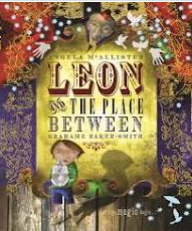 ANGELA McALLISTER
LEON
AND THE PLACE
BETWEEN
GRAHAME BAKER-SMITH